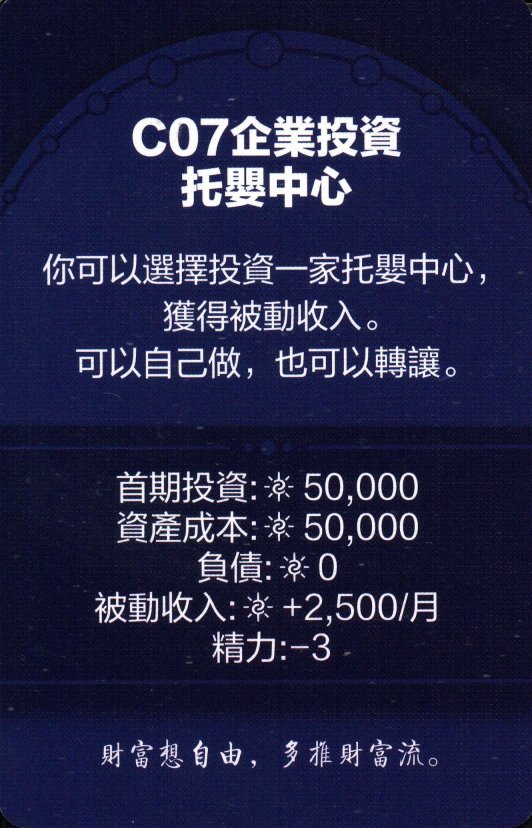 C07企業投資
托嬰中心
你可以選擇投資一家托嬰中心，
獲得被動收入。
可以自己做，也可以轉讓。
首期投資: 50,000
資產成本: 50,000
負債: 0
被動收入: +2,500/月
精力:−3
財富想自由，多推財富流。